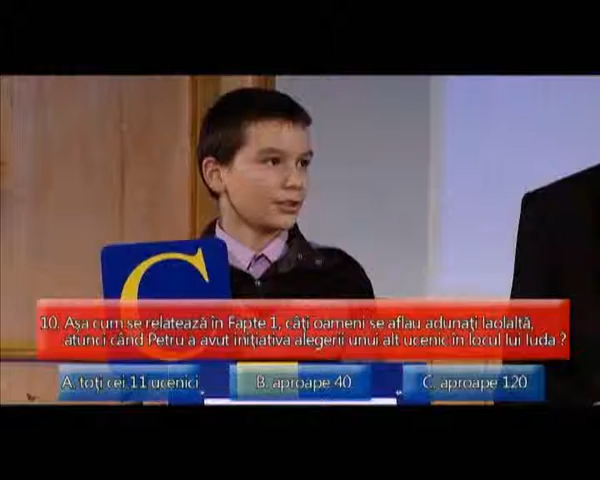 C
10. Așa cum se relatează în Fapte 1, câți oameni se aflau adunați laolaltă,
atunci când Petru a avut inițiativa alegerii unui alt ucenic în locul lui Iuda ?
A. toți cei 11 ucenici
B. aproape 40
C. aproape 120